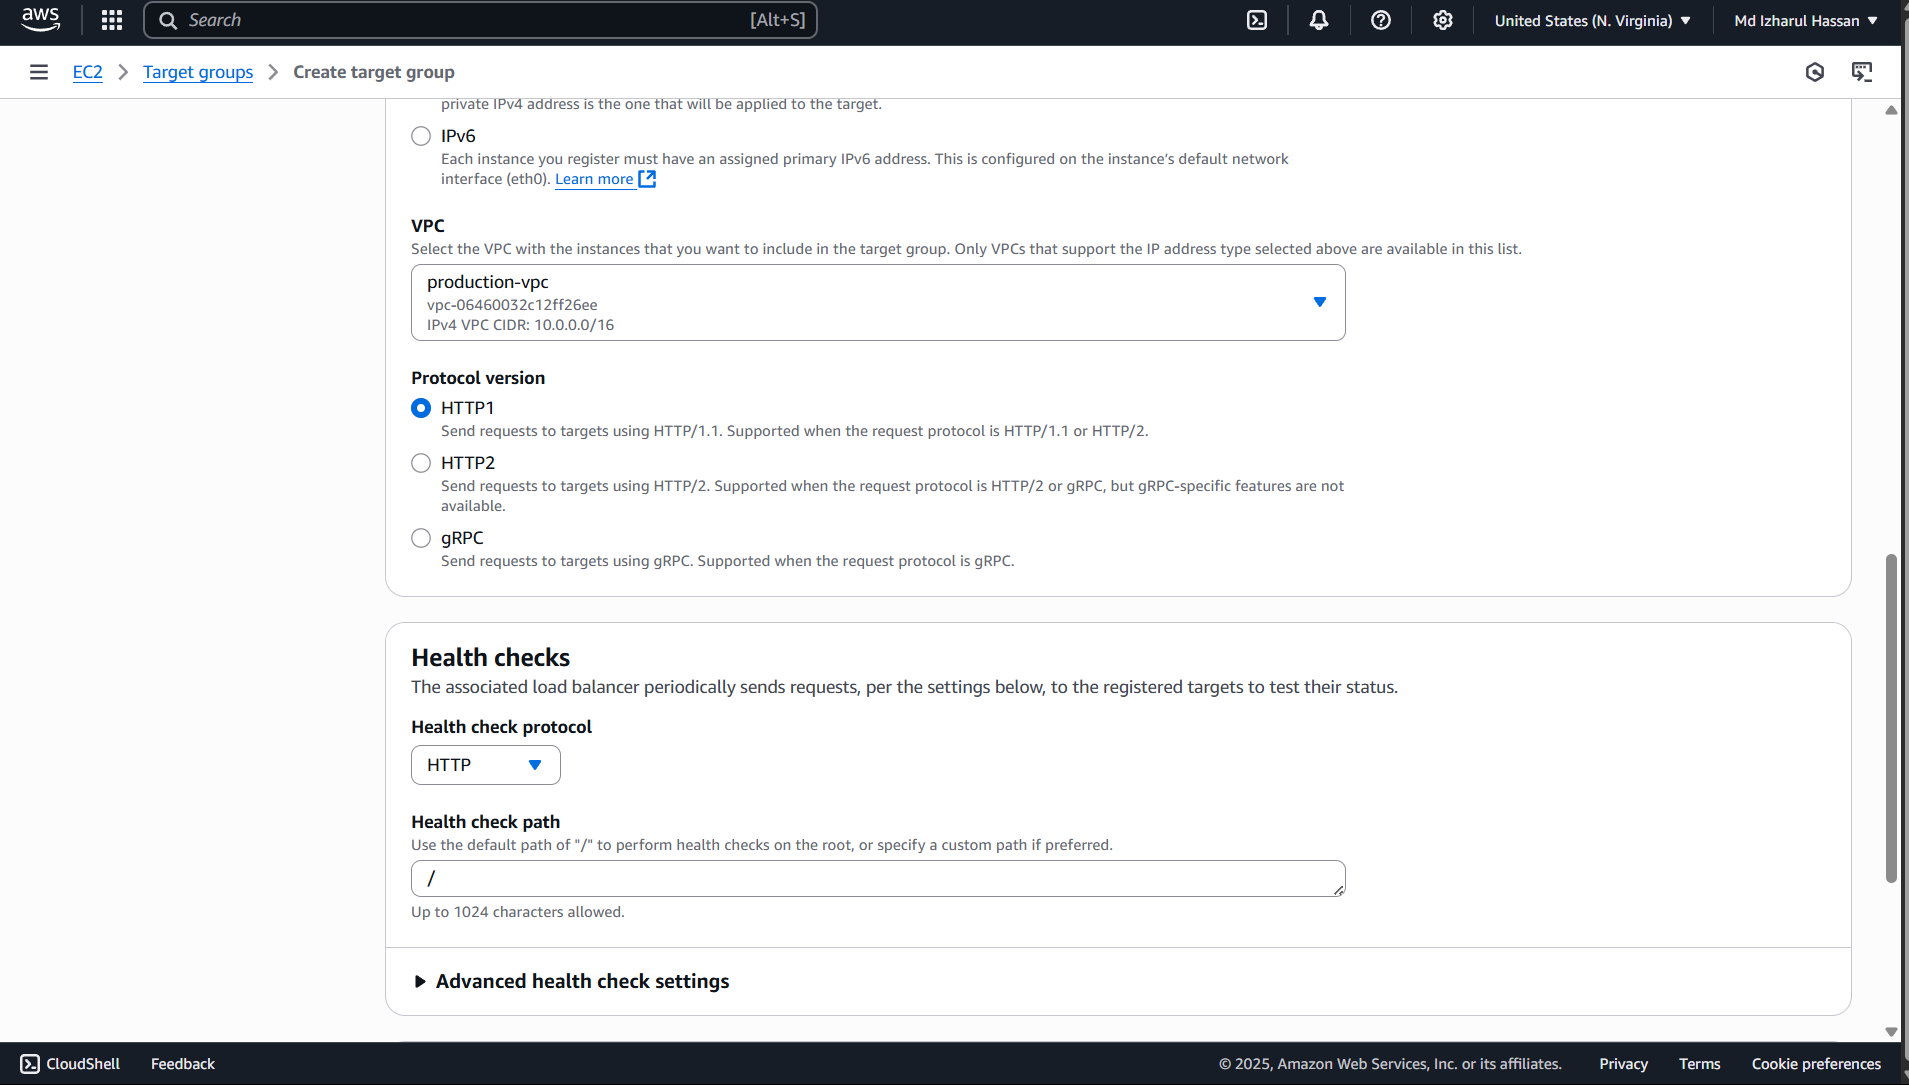 aws
Search
[Alt+S]
United States (N. Virginia)
Md Izharul Hassan
EC2
Target groups
Create target group
private IPv4 address is the one that will be applied to the target.
IPv6
Each instance you register must have an assigned primary IPv6 address. This is configured on the instance's default network
interface (eth0). Learn more
VPC
Select the VPC with the instances that you want to include in the target group. Only VPCs that support the IP address type selected above are available in this list.
production-vpc
vpc-06460032c12ff26ee
IPv4 VPC CIDR: 10.0.0.0/16
Protocol version
HTTP1
Send requests to targets using HTTP/1.1. Supported when the request protocol is HTTP/1.1 or HTTP/2.
HTTP2
Send requests to targets using HTTP/2. Supported when the request protocol is HTTP/2 or gRPC, but gRPC-specific features are not
available.
gRPC
Send requests to targets using gRPC. Supported when the request protocol is gRPC.
Health checks
The associated load balancer periodically sends requests, per the settings below, to the registered targets to test their status.
Health check protocol
HTTP
Health check path
Use the default path of "/" to perform health checks on the root, or specify a custom path if preferred.
/
Up to 1024 characters allowed.
Advanced health check settings
CloudShell
Feedback
© 2025, Amazon Web Services, Inc. or its affiliates.
Privacy
Terms
Cookie preferences